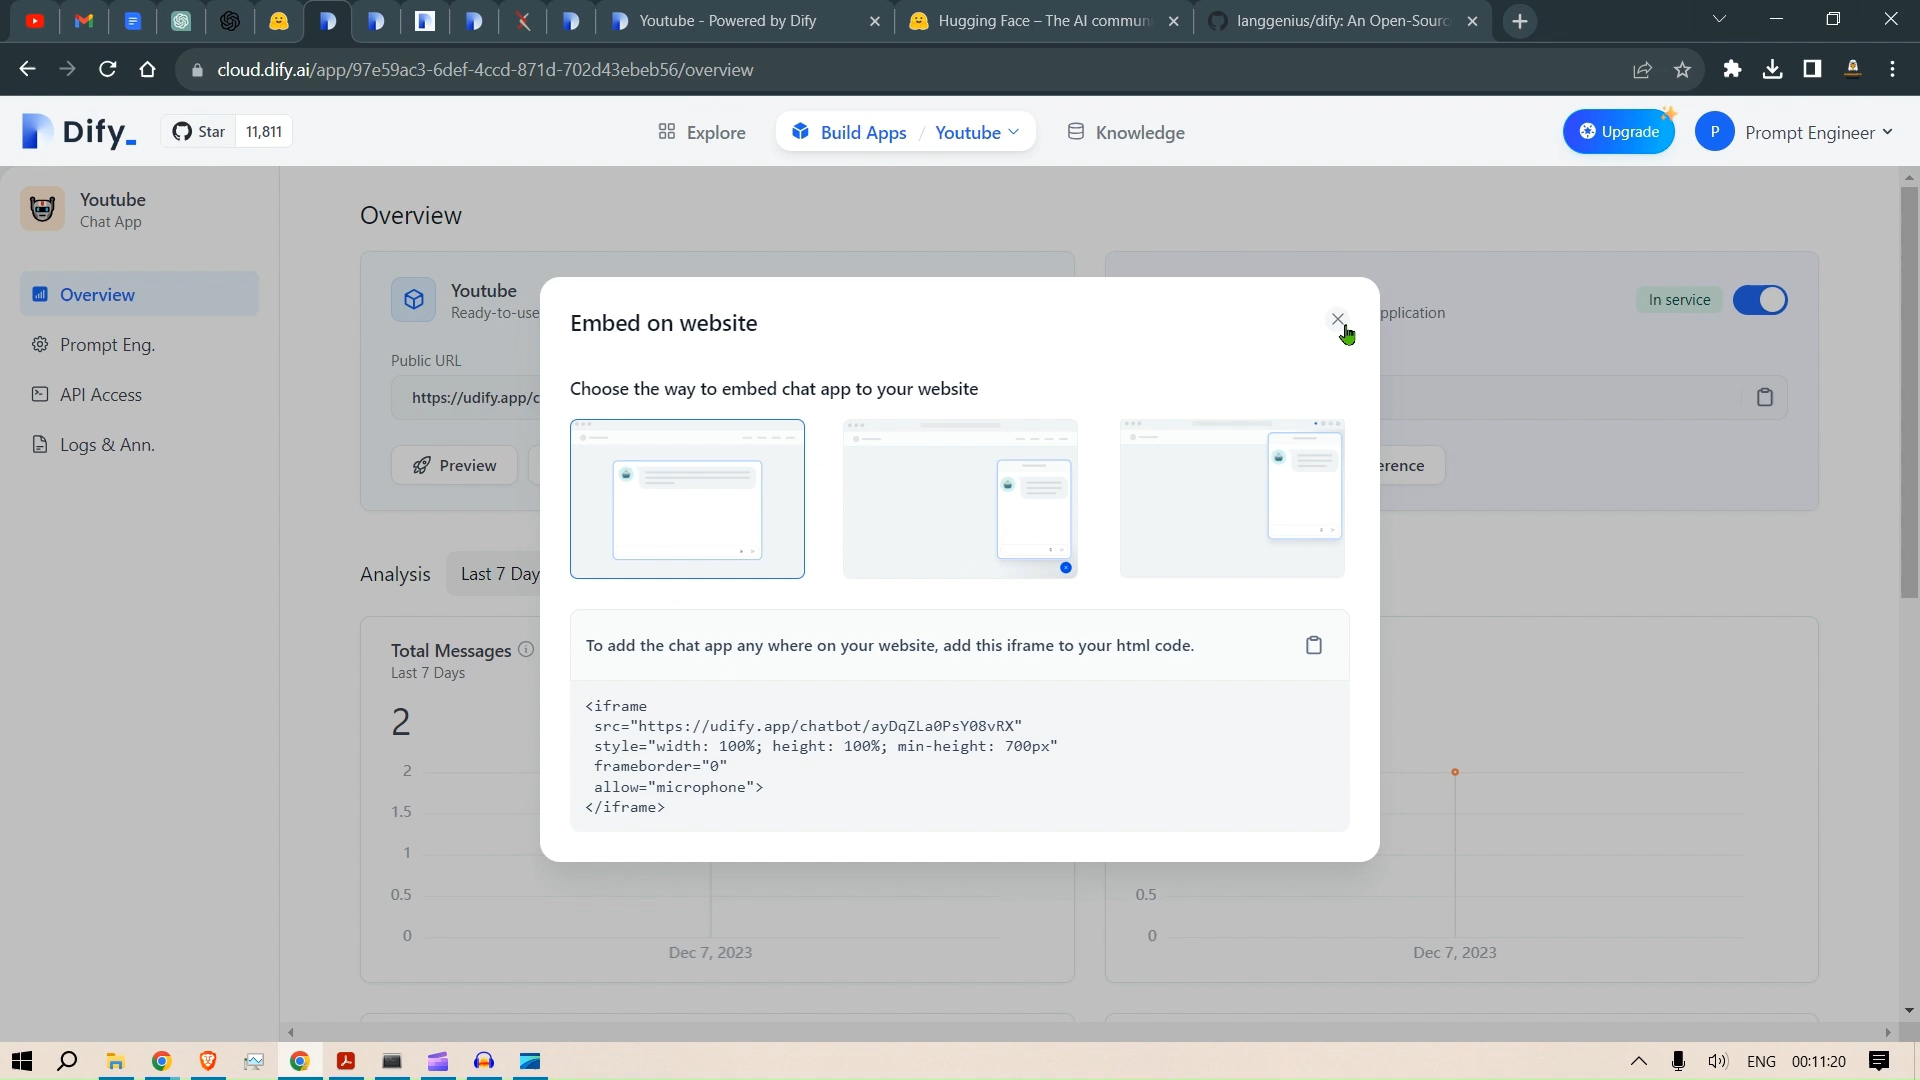 Youtube - Powered by Dify
Hugging Face – The AI commun
langgenius/dify: An Open-Sourc
cloud.dify.ai/app/97e59ac3-6def-4ccd-871d-702d43ebeb56/overview
Dify_
Star 11,811
Explore
Build Apps / Youtube
Knowledge
Upgrade
P Prompt Engineer
Youtube
Chat App
Overview
Prompt Eng.
API Access
Logs & Ann.
Overview
Youtube
Ready-to-use
Public URL
https://udify.app/c
Preview
pplication
In service
erence
Embed on website
Choose the way to embed chat app to your website
To add the chat app any where on your website, add this iframe to your html code.
<iframe
src="https://udify.app/chatbot/ayDqZLa0PsY08vRX"
style="width: 100%; height: 100%; min-height: 700px"
frameborder="0"
allow="microphone">
</iframe>
Analysis Last 7 Day
Total Messages
Last 7 Days
2
2
1.5
1
0.5
0
Dec 7, 2023
0.5
0
Dec 7, 2023
ENG 00:11:20